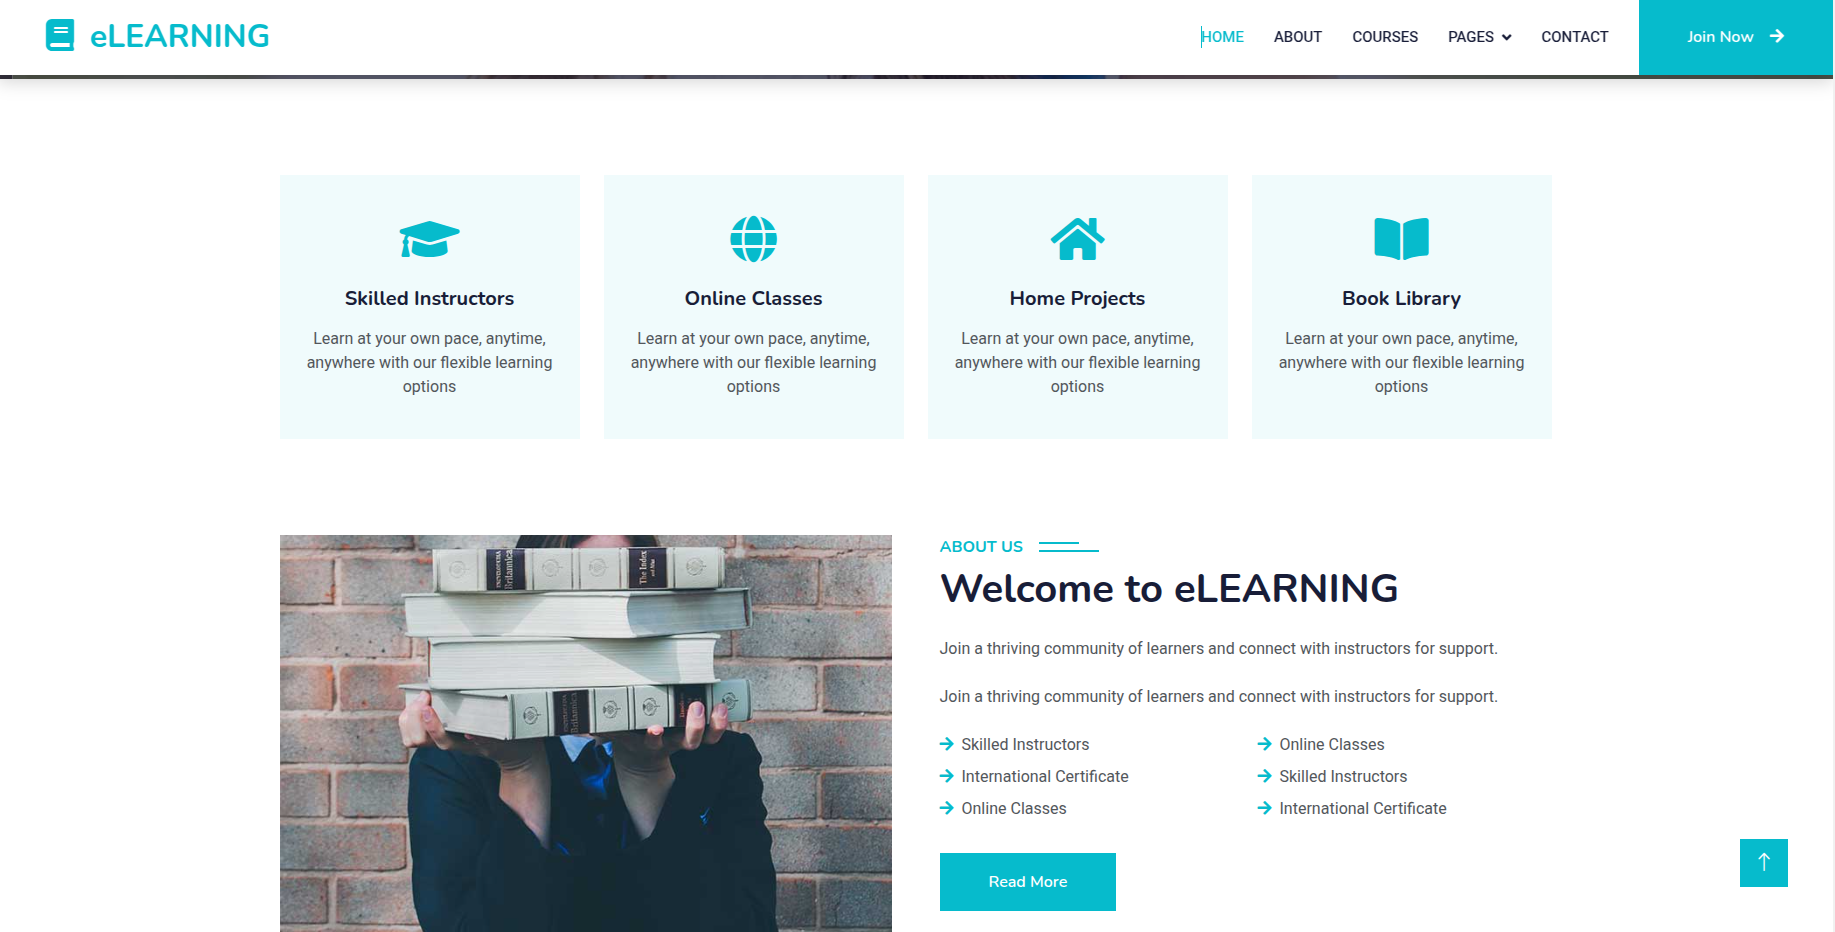 eLEARNING
HOME ABOUT COURSES PAGES CONTACT Join Now
Skilled Instructors
Learn at your own pace, anytime,
anywhere with our flexible learning
options
Online Classes
Learn at your own pace, anytime,
anywhere with our flexible learning
options
Home Projects
Learn at your own pace, anytime,
anywhere with our flexible learning
options
Book Library
Learn at your own pace, anytime,
anywhere with our flexible learning
options
Britannica
The Index
Britannica
ABOUT US
Welcome to eLEARNING
Join a thriving community of learners and connect with instructors for support.
Join a thriving community of learners and connect with instructors for support.
Skilled Instructors
Online Classes
International Certificate
Skilled Instructors
Online Classes
International Certificate
Read More